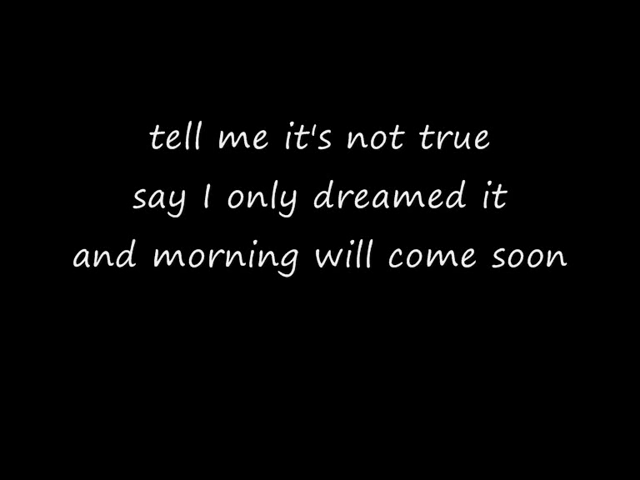 tell me it's not true
say I only dreamed it
and morning will come soon